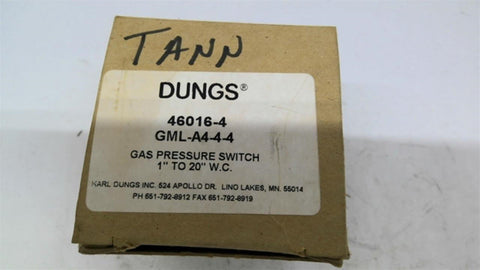 TANN
DUNGS®
46016-4
GML-A4-4-4
GAS PRESSURE SWITCH
1" TO 20" W.C.
KARL DUNGS INC. 524 APOLLO DR. LINO LAKES, MN. 55014
PH 651-792-8912 FAX 651-792-8919